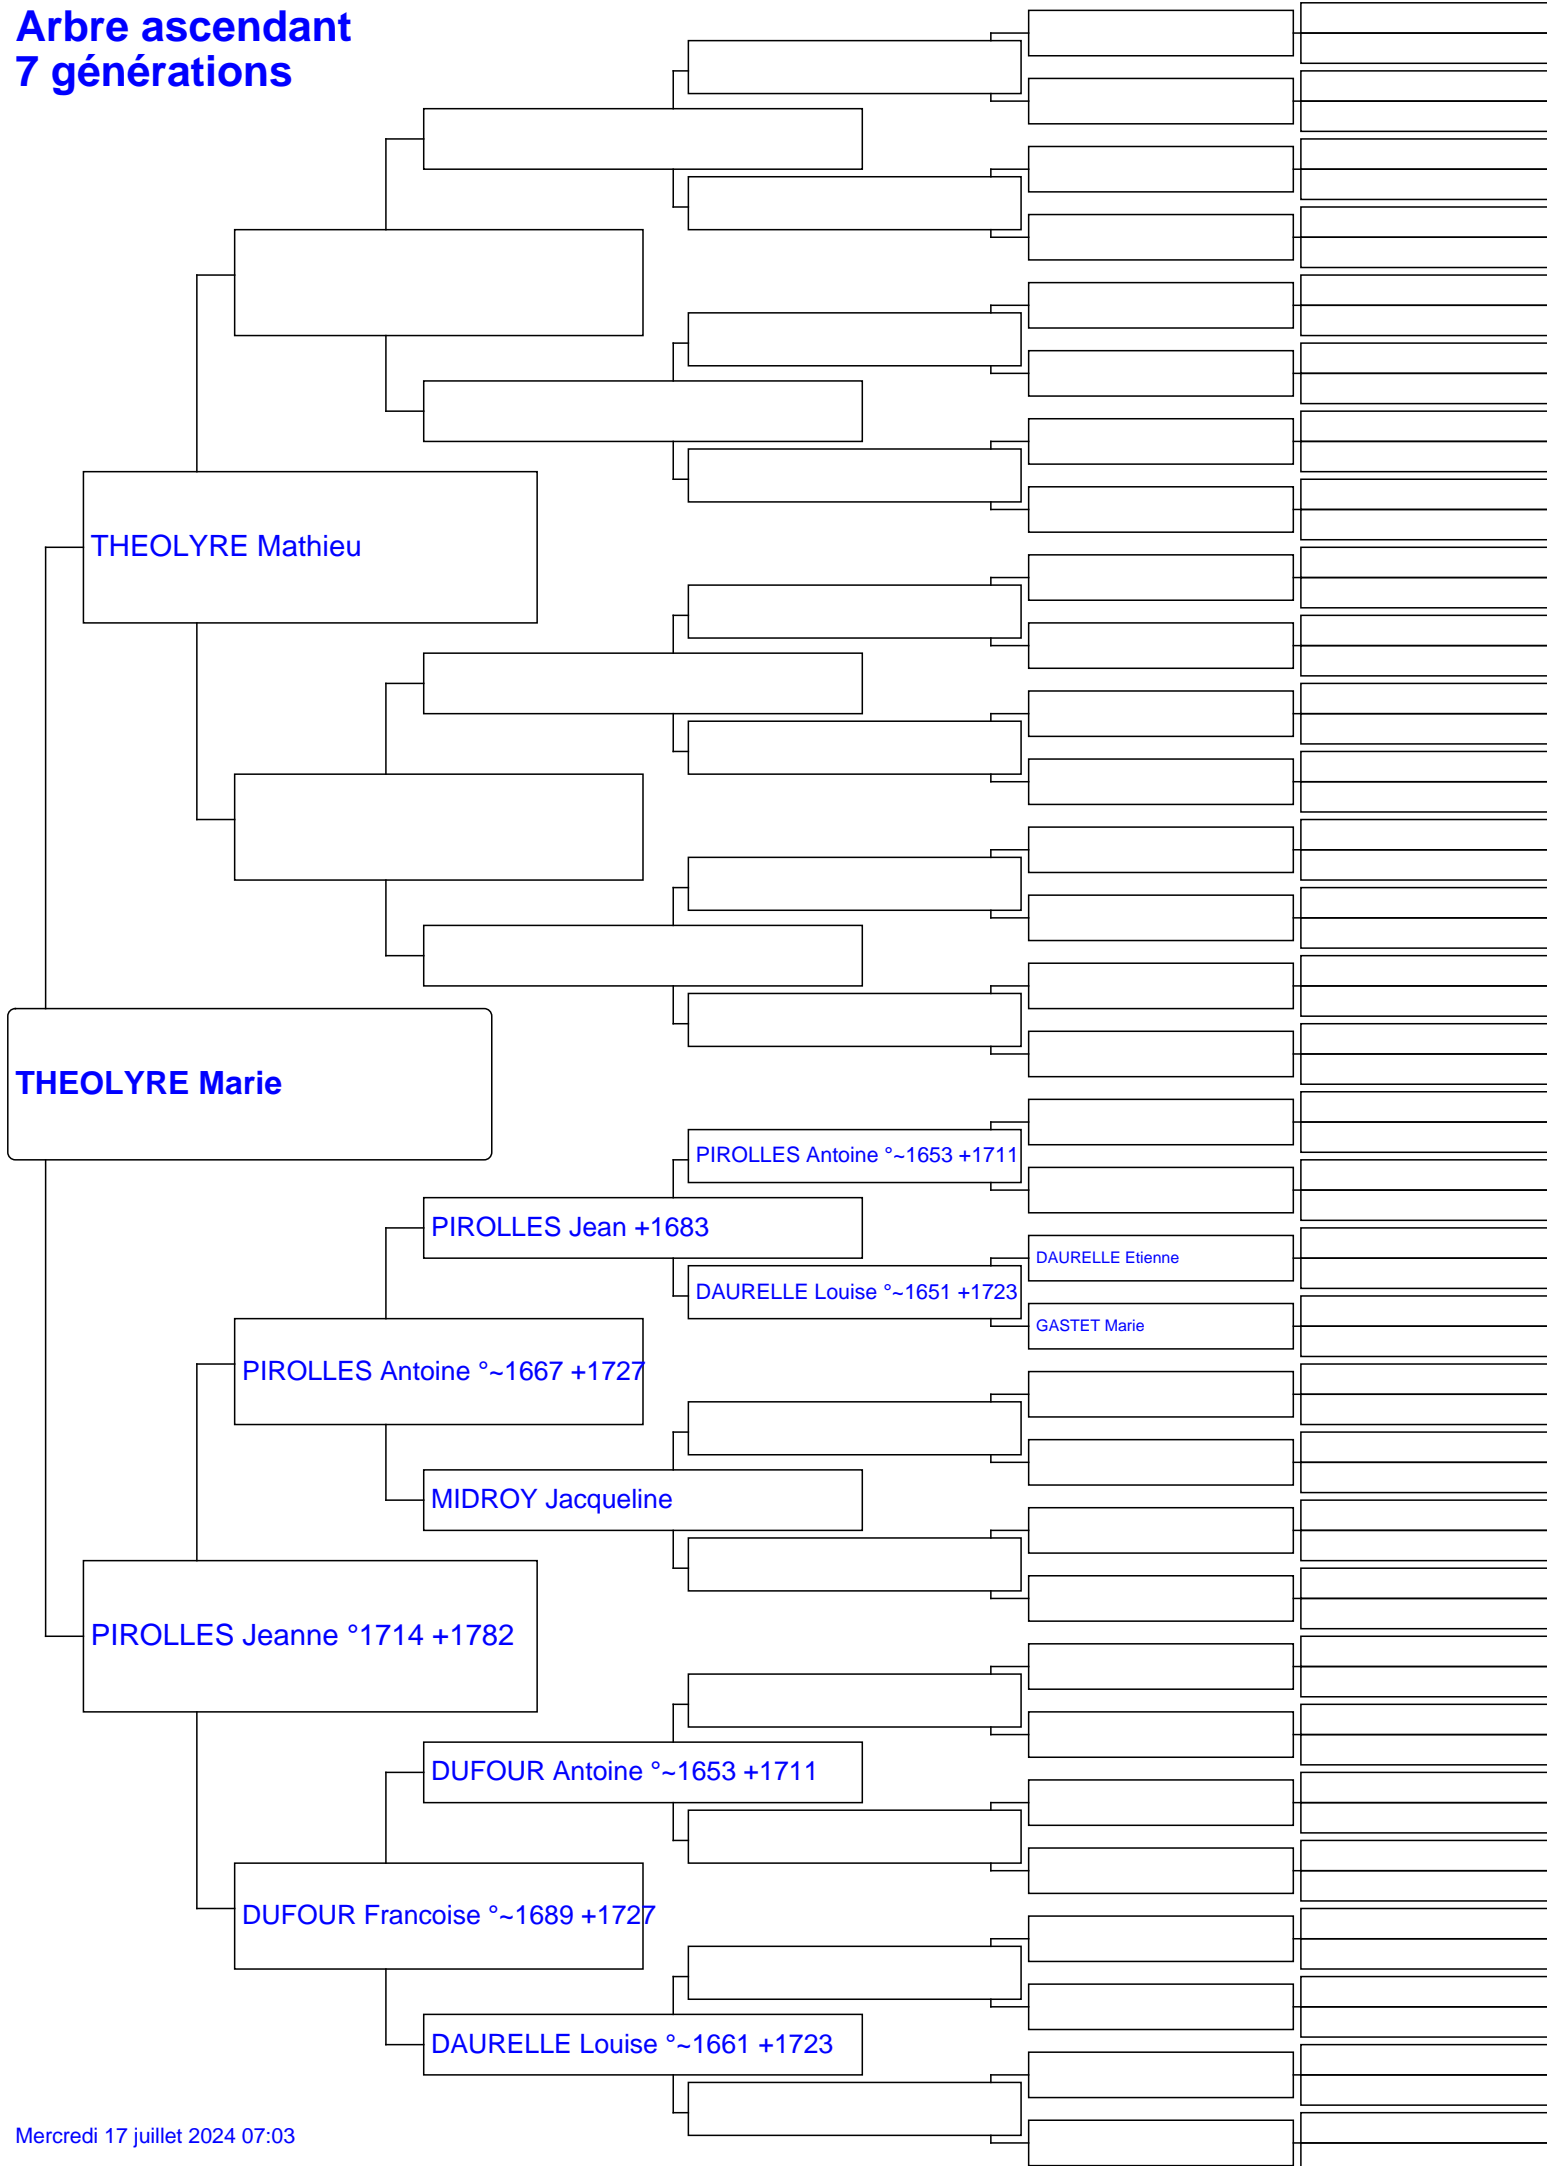 Arbre ascendant
7 générations
THEOLYRE Mathieu
THEOLYRE Marie
PIROLLES Antoine °~1653 +1711
PIROLLES Jean +1683
DAURELLE Etienne
DAURELLE Louise °~1651 +1723
GASTET Marie
PIROLLES Antoine °~1667 +1727
MIDROY Jacqueline
PIROLLES Jeanne °1714 +1782
DUFOUR Antoine °~1653 +1711
DUFOUR Francoise °~1689 +1727
DAURELLE Louise °~1661 +1723
Mercredi 17 juillet 2024 07:03